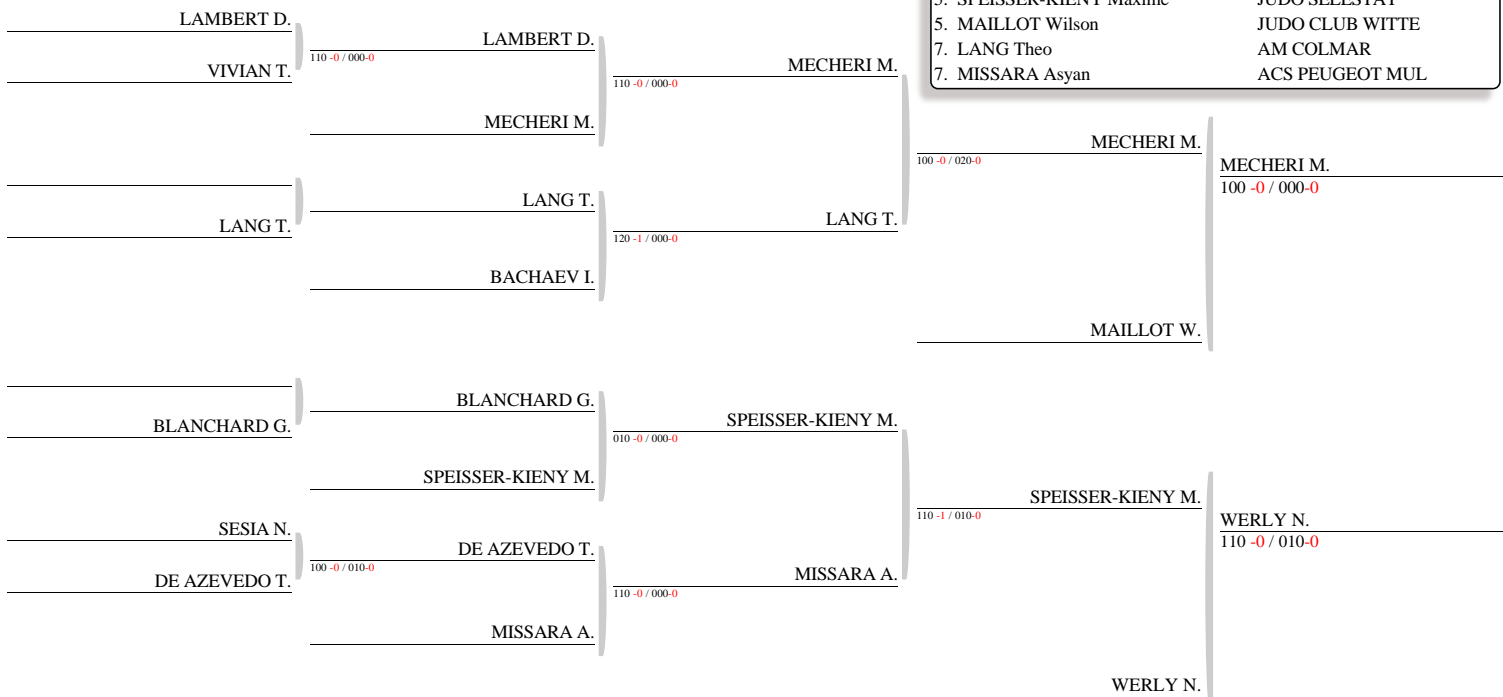 5. SPEISSER-KIENY Maxime JUDO SELESTAT
5. MAILLOT Wilson JUDO CLUB WITTE
7. LANG Theo AM COLMAR
7. MISSARA Asyan ACS PEUGEOT MUL
LAMBERT D.
VIVIAN T.
LANG T.
BLANCHARD G.
SESIA N.
DE AZEVEDO T.
LAMBERT D.
110 -0 / 000-0
MECHERI M.
LANG T.
BACHAEV I.
BLANCHARD G.
SPEISSER-KIENY M.
DE AZEVEDO T.
100 -0 / 010-0
MISSARA A.
MECHERI M.
110 -0 / 000-0
LANG T.
120 -1 / 000-0
SPEISSER-KIENY M.
010 -0 / 000-0
MISSARA A.
110 -0 / 000-0
MECHERI M.
100 -0 / 020-0
MAILLOT W.
SPEISSER-KIENY M.
110 -1 / 010-0
WERLY N.
MECHERI M.
100 -0 / 000-0
WERLY N.
110 -0 / 010-0